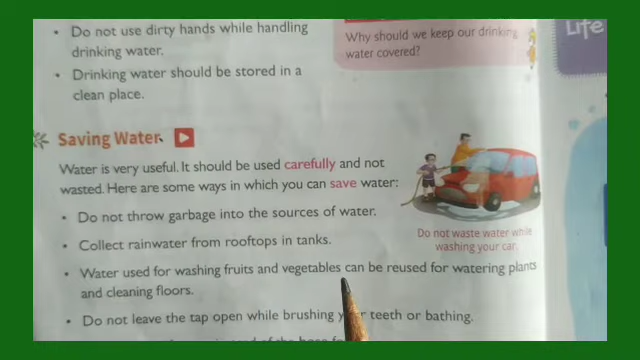 • Do not use dirty hands while handling
drinking water.
• Drinking water should be stored in a
clean place.
Why should we keep our drinking
water covered?
Life
Saving Water
Water is very useful. It should be used carefully and not
wasted. Here are some ways in which you can save water:
• Do not throw garbage into the sources of water.
• Collect rainwater from rooftops in tanks.
Do not waste water while
washing your car.
• Water used for washing fruits and vegetables can be reused for watering plants
and cleaning floors.
• Do not leave the tap open while brushing your teeth or bathing.